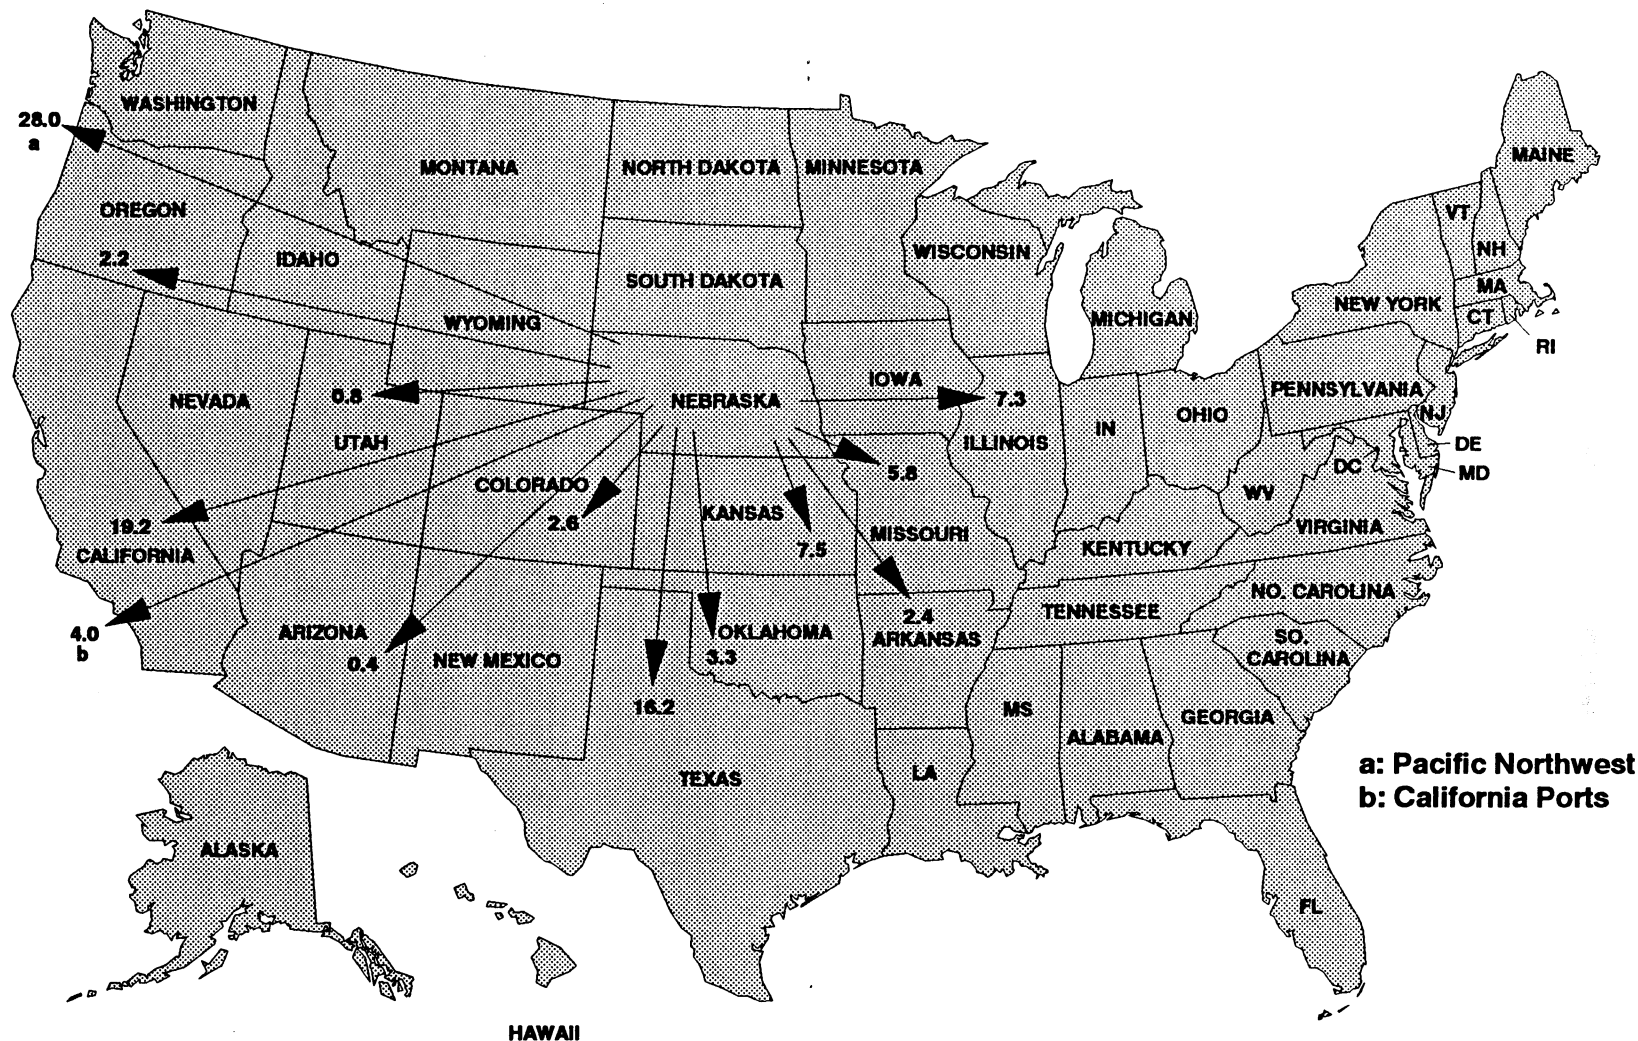 WASHINGTON
28.0
a
MONTANA
NORTH DAKOTA
MINNESOTA
MAINE
OREGON
VT
2.2
IDAHO
WISCONSIN
NH
SOUTH DAKOTA
MA
NEW YORK
WYOMING
MICHIGAN
CT
RI
IOWA
NEVADA
0.8
NEBRASKA
7.3
PENNSYLVANIA
OHIO
NJ
UTAH
ILLINOIS
IN
DE
DC
MD
5.8
COLORADO
WV
2.6
KANSAS
19.2
MISSOURI
VIRGINIA
CALIFORNIA
7.5
KENTUCKY
NO. CAROLINA
TENNESSEE
4.0
b
ARIZONA
OKLAHOMA
2.4
ARKANSAS
SO.
CAROLINA
0.4
NEW MEXICO
3.3
16.2
MS
GEORGIA
ALABAMA
TEXAS
LA
a: Pacific Northwest
b: California Ports
ALASKA
FL
HAWAII